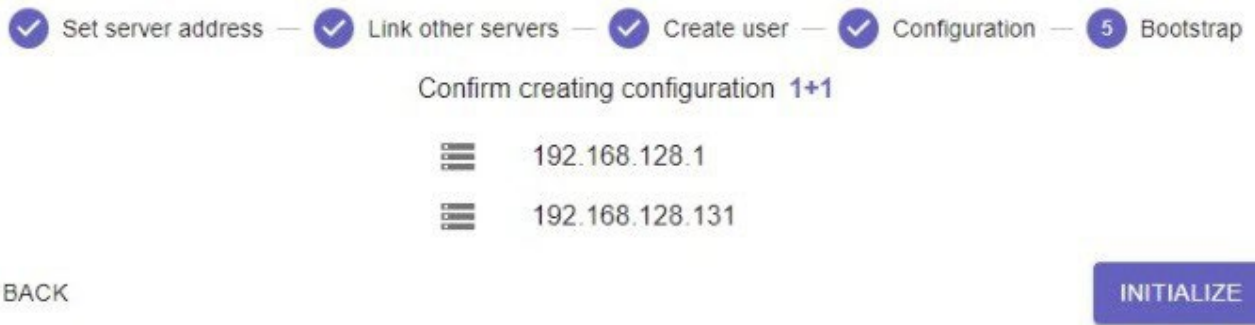 Set server address — Link other servers — Create user — Configuration — 5 Bootstrap
Confirm creating configuration 1+1
192.168.128.1
192.168.128.131
BACK INITIALIZE